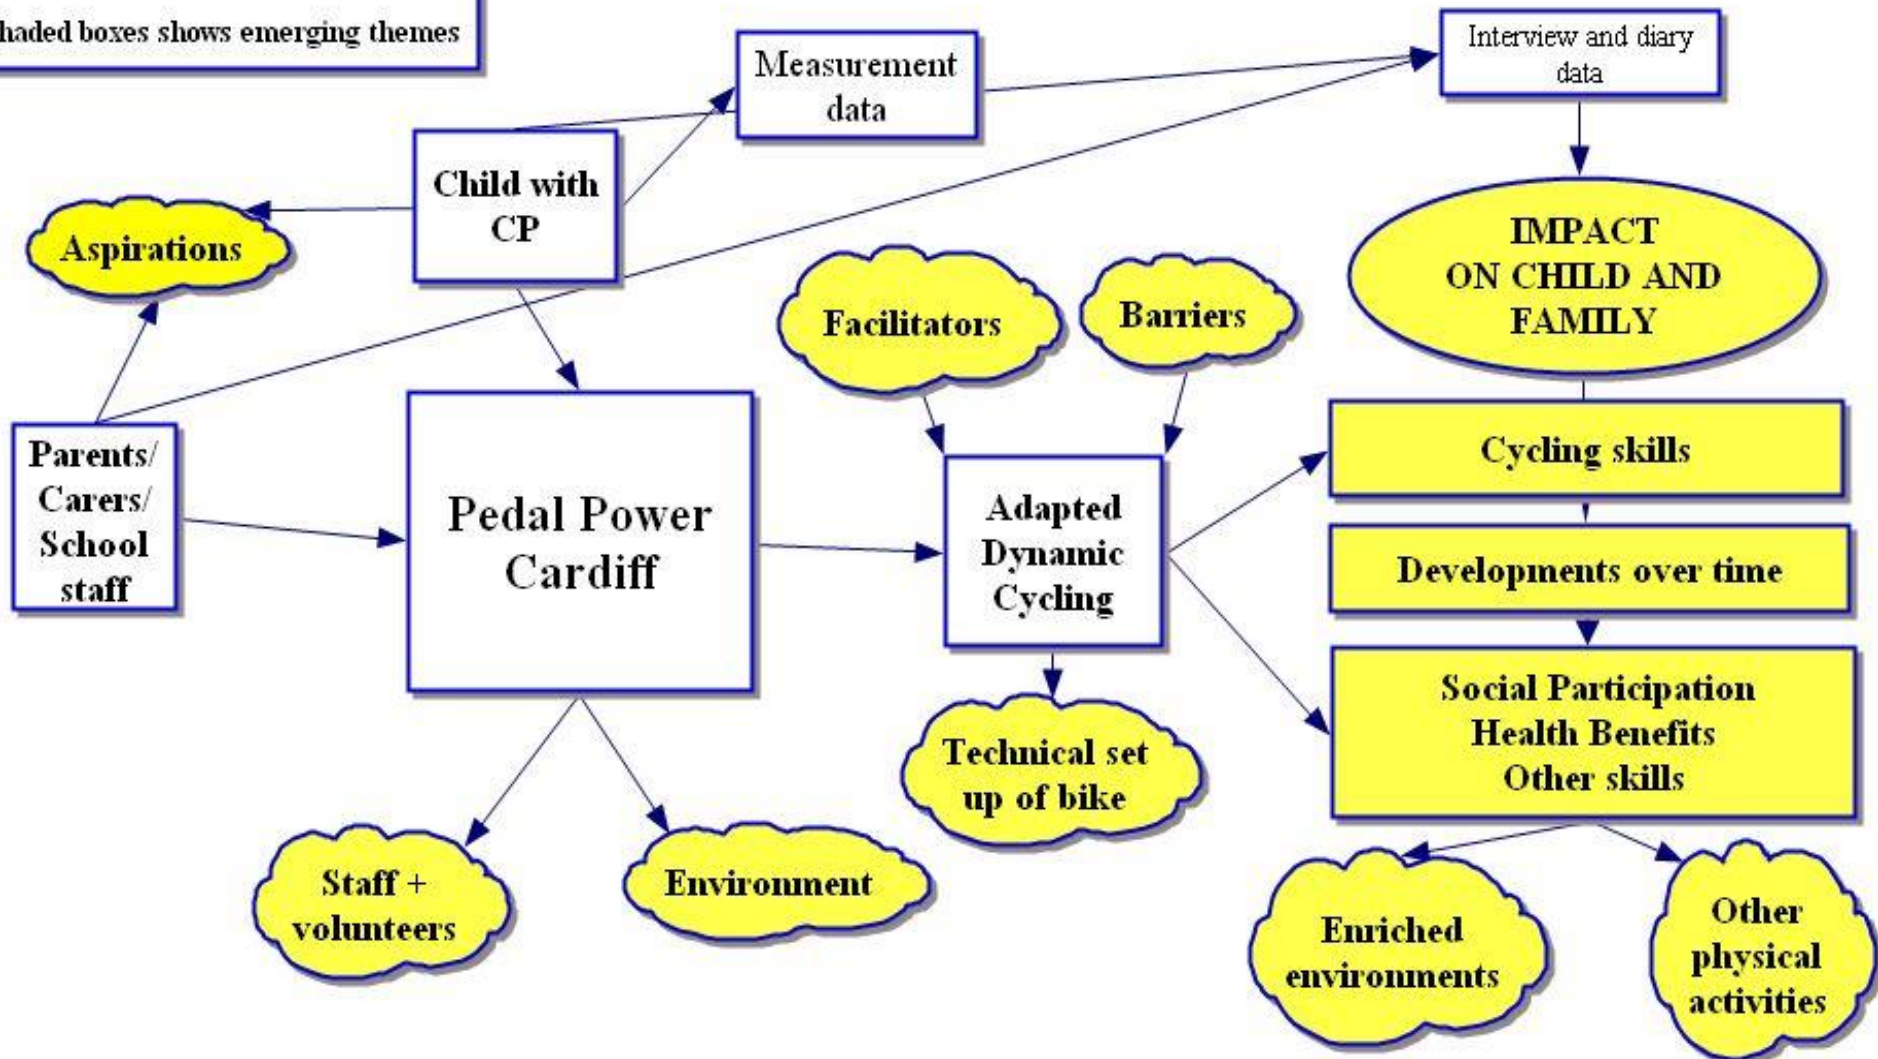 haded boxes shows emerging themes
Measurement
data
Interview and diary
data
Child with
CP
Aspirations
IMPACT
ON CHILD AND
FAMILY
Facilitators
Barriers
Parents/
Carers/
School
staff
Pedal Power
Cardiff
Adapted
Dynamic
Cycling
Cycling skills
Developments over time
Social Participation
Health Benefits
Other skills
Technical set
up of bike
Staff +
volunteers
Environment
Enriched
environments
Other
physical
activities